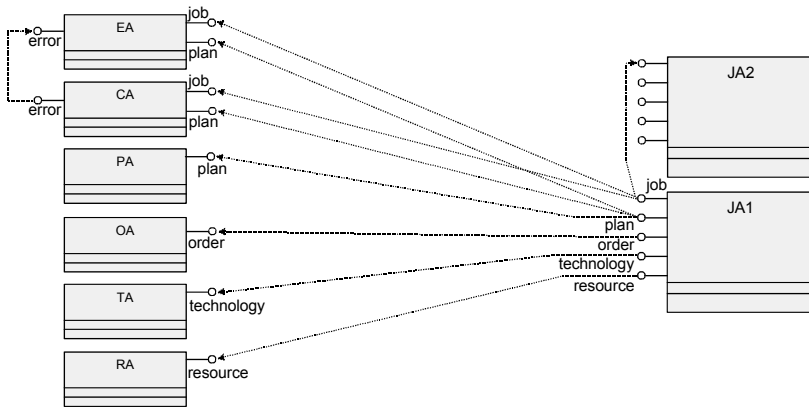 EA
job
error
plan
CA
job
error
plan
PA
plan
OA
order
TA
technology
RA
resource
JA2
job
JA1
plan
order
technology
resource